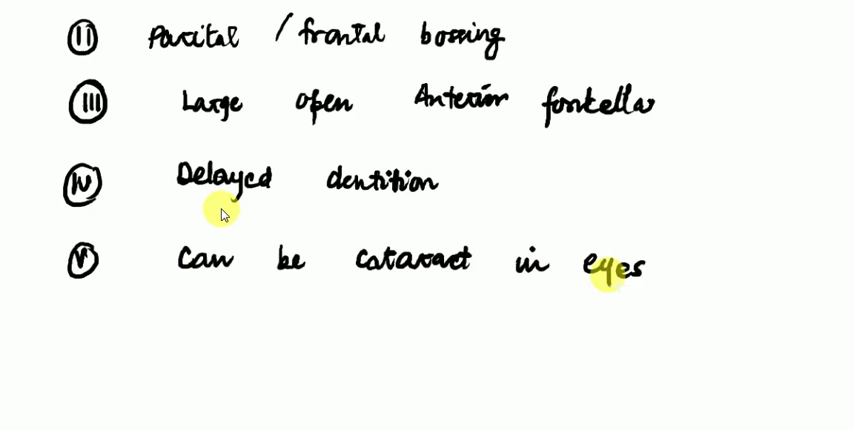 (ii) Parital / frontal bossing
(iii) Large open Anterior fontella
(iv) Delayed dentition
(v) Can be cataract in eyes